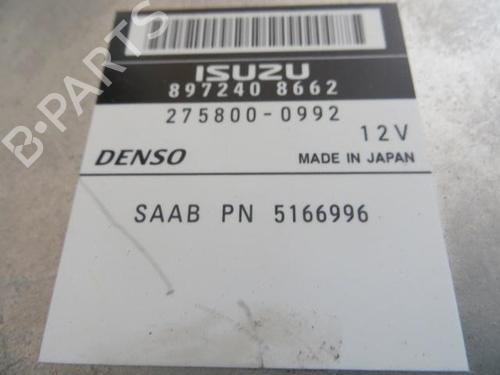 B-PARTS
ISUZU
897240 8662
275800-0992
12V
DENSO
MADE IN JAPAN
SAAB PN 5166996